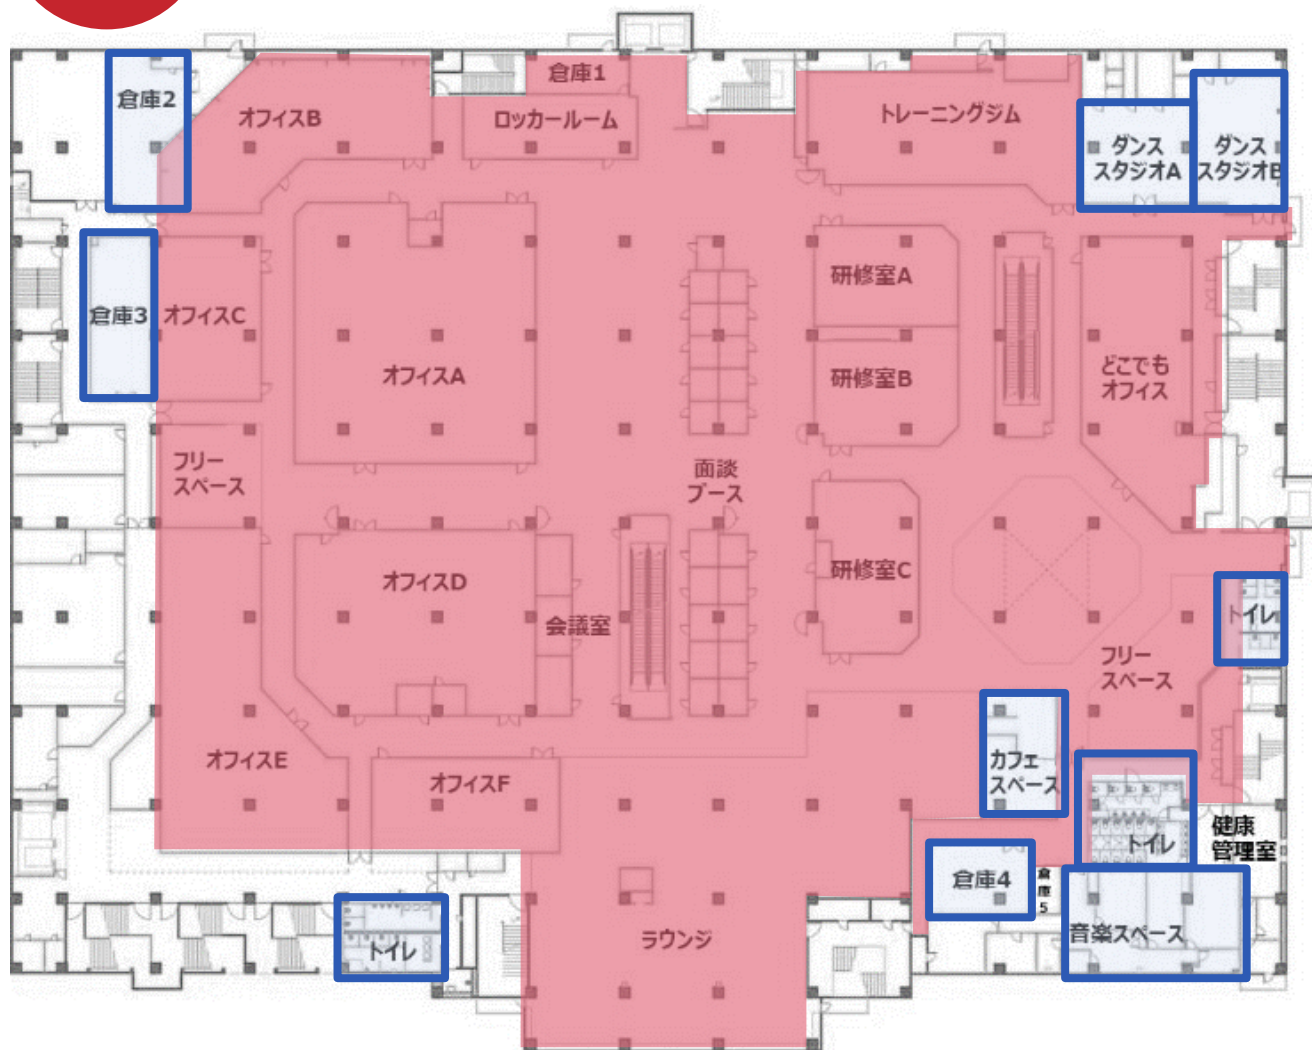 倉庫1
倉庫2
オフィスB
ロッカールーム
トレーニングジム
ダンス
スタジオA
ダンス
スタジオB
倉庫3
オフィスC
オフィスA
研修室A
研修室B
どこでも
オフィス
フリー
スペース
面談
ブース
オフィスD
会議室
研修室C
トイレ
フリー
スペース
オフィスE
オフィスF
カフェ
スペース
トイレ
健康
管理室
倉庫4
倉庫5
トイレ
ラウンジ
音楽スペース